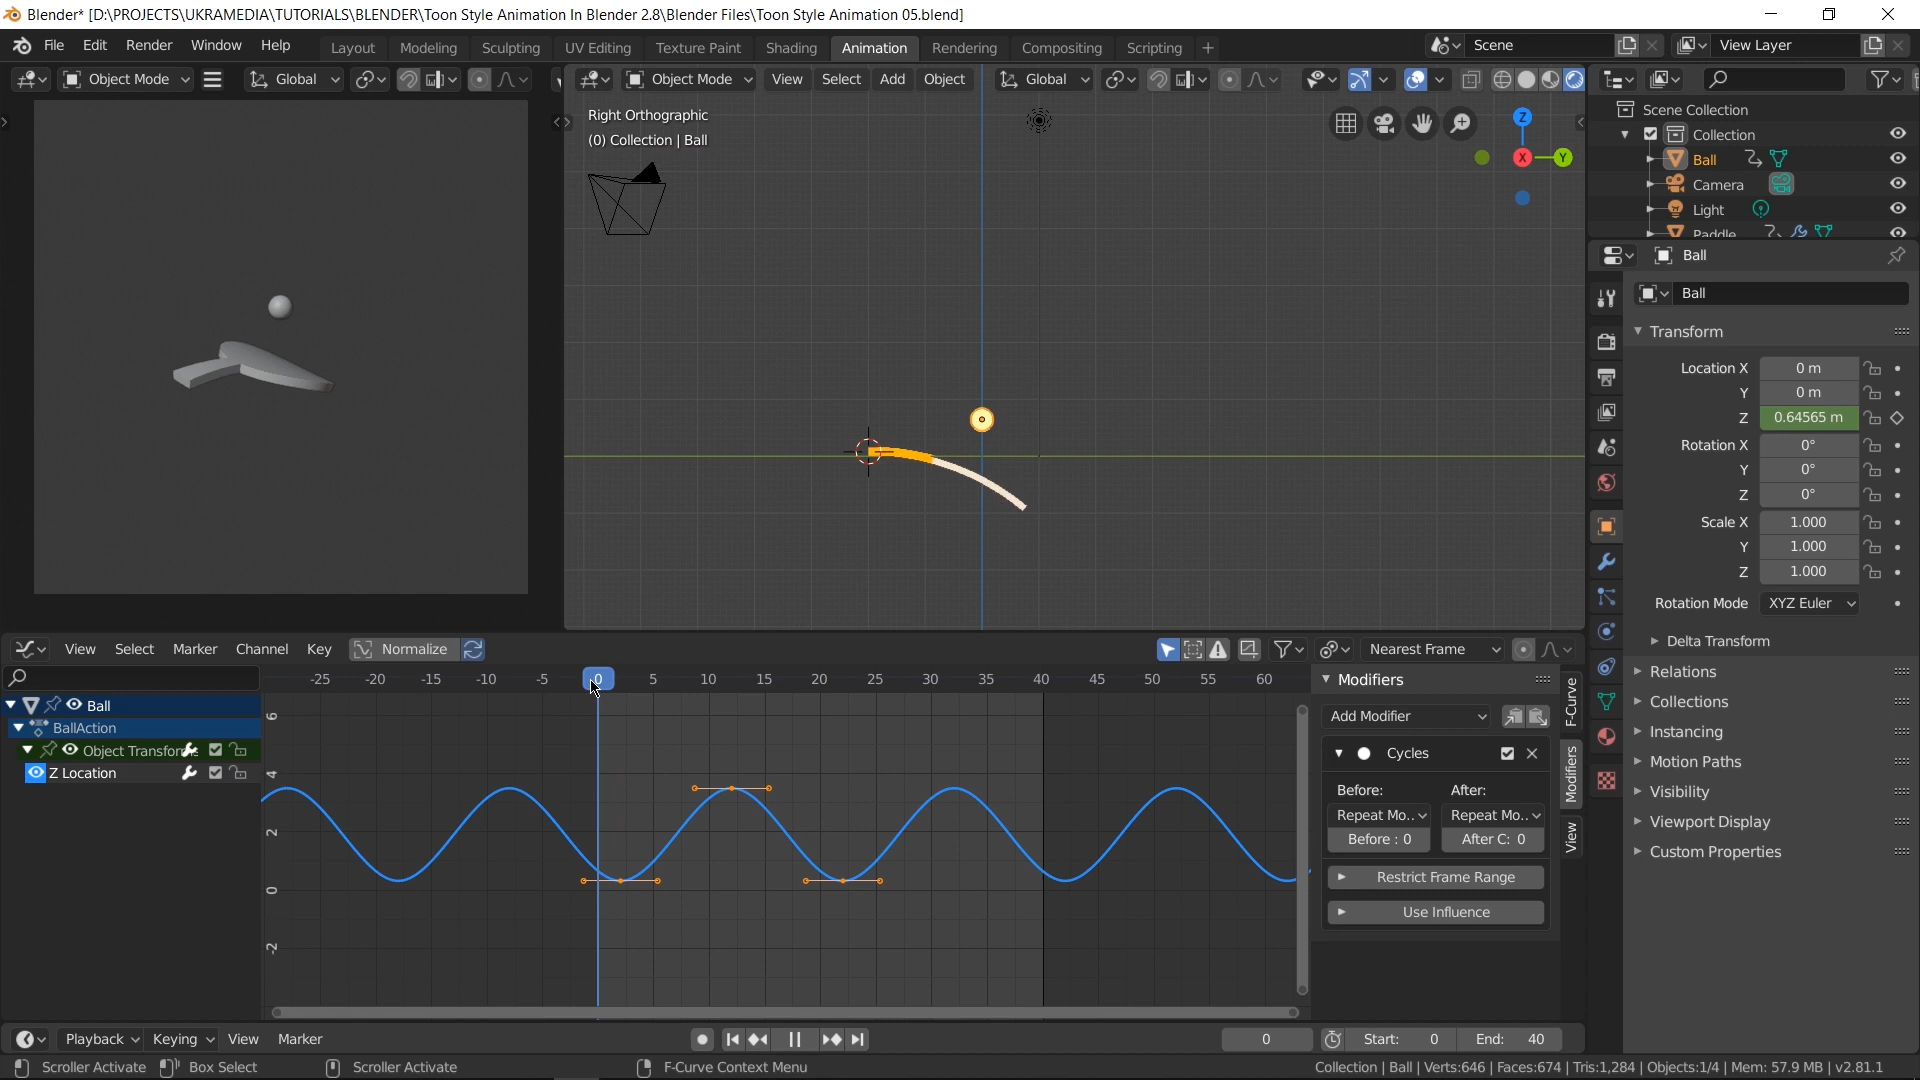 Blender* [D:\PROJECTS\UKRAMEDIA\TUTORIALS\BLENDER\Toon Style Animation In Blender 2.8\Blender Files\Toon Style Animation 05.blend]
File Edit Render Window Help Layout Modeling Sculpting UV Editing Texture Paint Shading Animation Rendering Compositing Scripting + Scene View Layer
Object Mode Global Object Mode View Select Add Object Global
Right Orthographic
(0) Collection | Ball
Z
X
Y
Scene Collection
Collection
Ball
Camera
Light
Paddle
Ball
Ball
Transform
Location X 0 m
Y 0 m
Z 0.64565 m
Rotation X 0°
Y 0°
Z 0°
Scale X 1.000
Y 1.000
Z 1.000
Rotation Mode XYZ Euler
Delta Transform
Relations
Collections
Instancing
Motion Paths
Visibility
Viewport Display
Custom Properties
View Select Marker Channel Key Normalize Nearest Frame
-25 -20 -15 -10 -5 0 5 10 15 20 25 30 35 40 45 50 55 60
Ball
BallAction
Object Transforms
Z Location
6
4
2
0
-2
Modifiers
Add Modifier
Cycles
Before: After:
Repeat Mo.. Repeat Mo..
Before : 0 After C: 0
Restrict Frame Range
Use Influence
F-Curve
Modifiers
View
Playback Keying View Marker 0 Start: 0 End: 40
Scroller Activate Box Select Scroller Activate F-Curve Context Menu Collection | Ball | Verts:646 | Faces:674 | Tris:1,284 | Objects:1/4 | Mem: 57.9 MB | v2.81.1